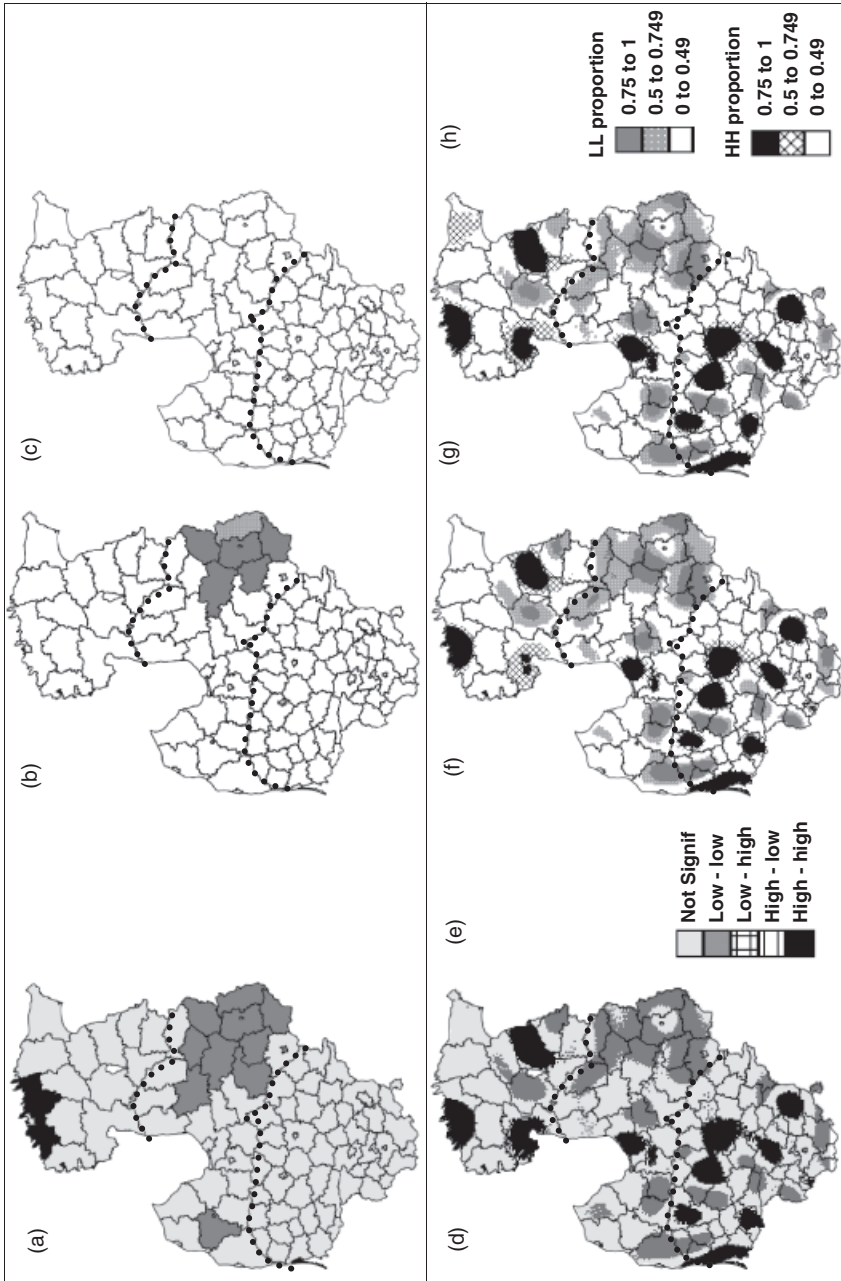 (a)
(b)
(c)
(d)
(e)
Not Signif
Low - low
Low - high
High - low
High - high
(f)
(g)
(h)
LL proportion
0.75 to 1
0.5 to 0.749
0 to 0.49
HH proportion
0.75 to 1
0.5 to 0.749
0 to 0.49